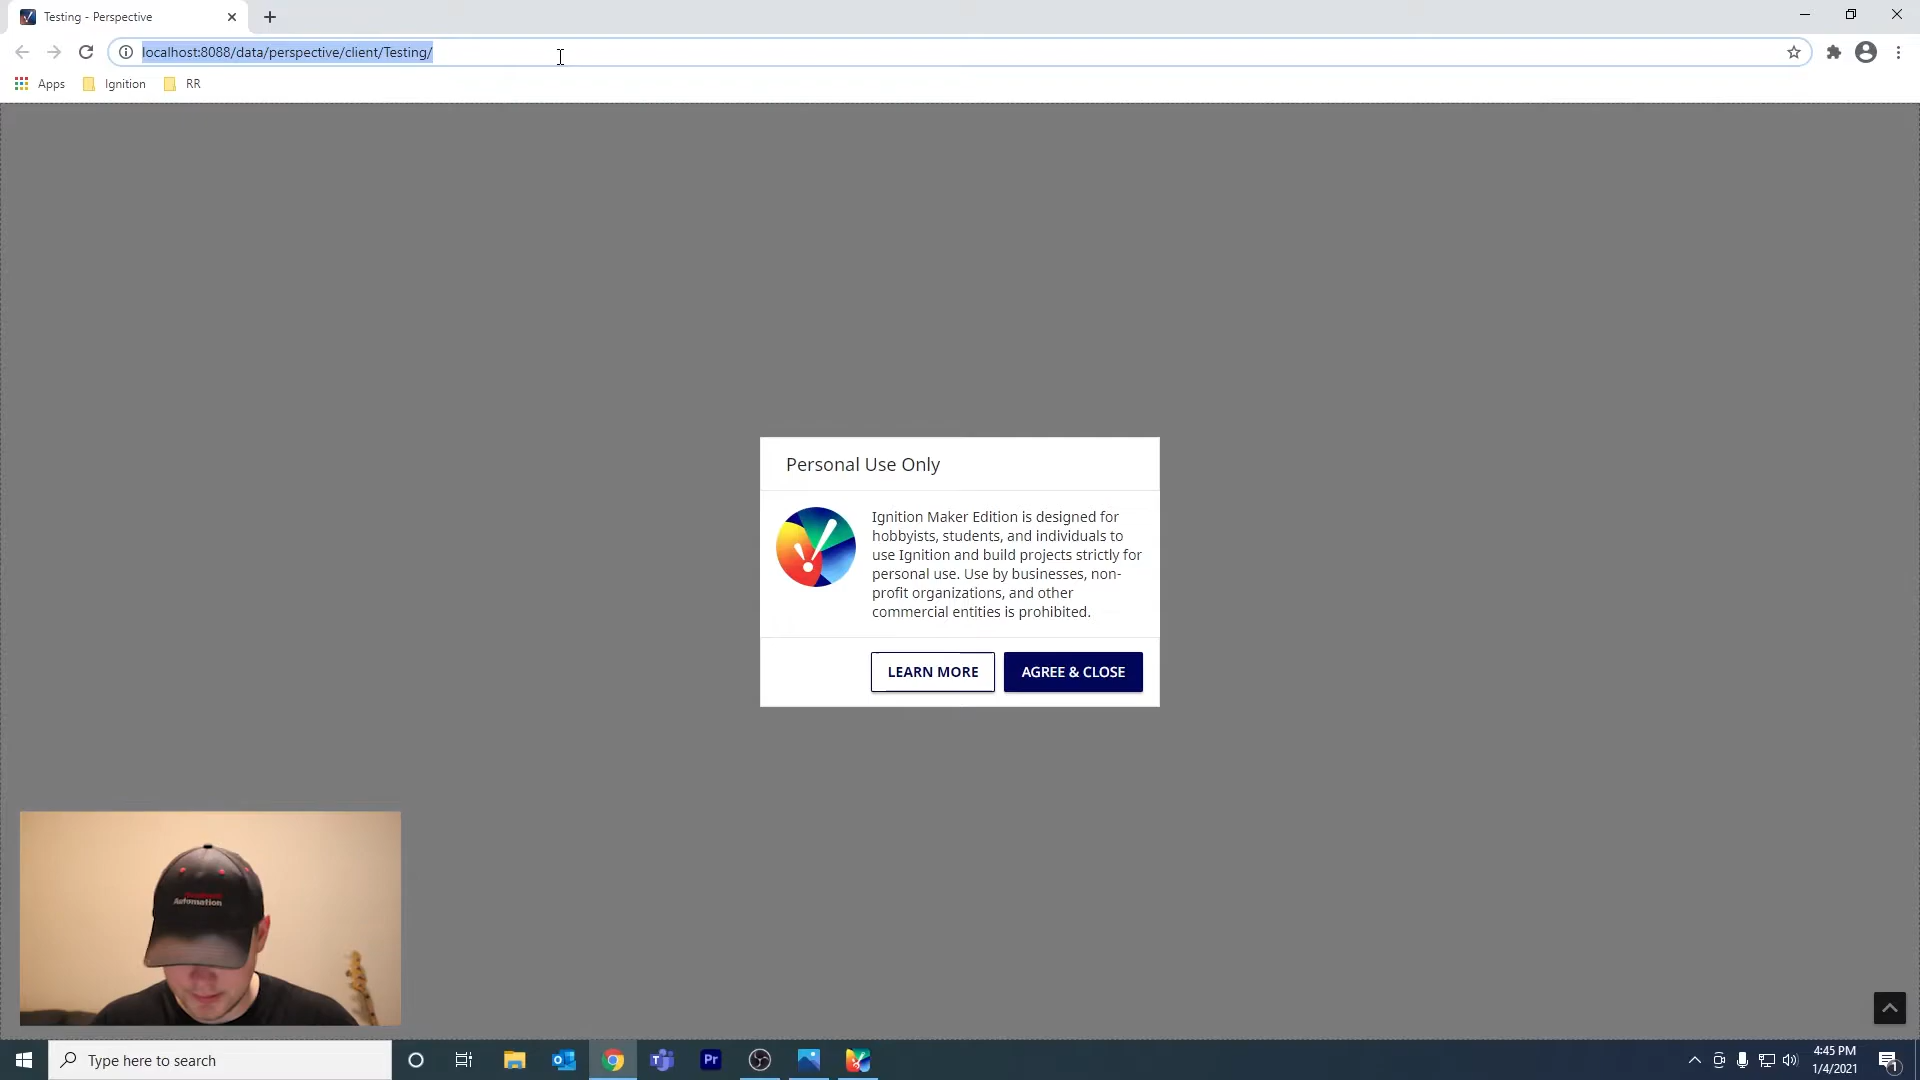 Testing - Perspective
localhost:8088/data/perspective/client/Testing/
Apps
Ignition
RR
Personal Use Only
Ignition Maker Edition is designed for
hobbyists, students, and individuals to
use Ignition and build projects strictly for
personal use. Use by businesses, non-
profit organizations, and other
commercial entities is prohibited.
LEARN MORE
AGREE & CLOSE
Automation
Type here to search
Pr
4:45 PM
1/4/2021
1